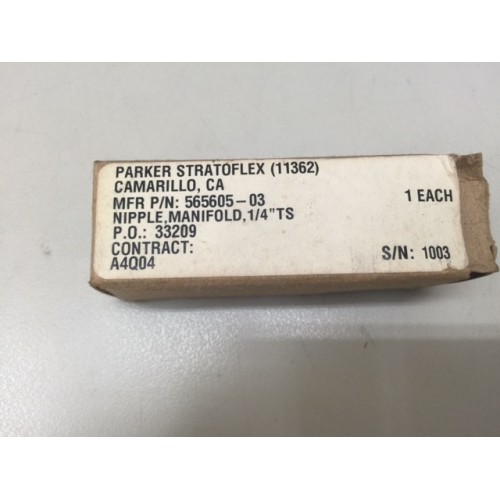 PARKER STRATOFLEX (11362)
CAMARILLO, CA
MFR P/N: 565605-03 1 EACH
NIPPLE,MANIFOLD,1/4"TS
P.O.: 33209
CONTRACT: S/N: 1003
A4Q04